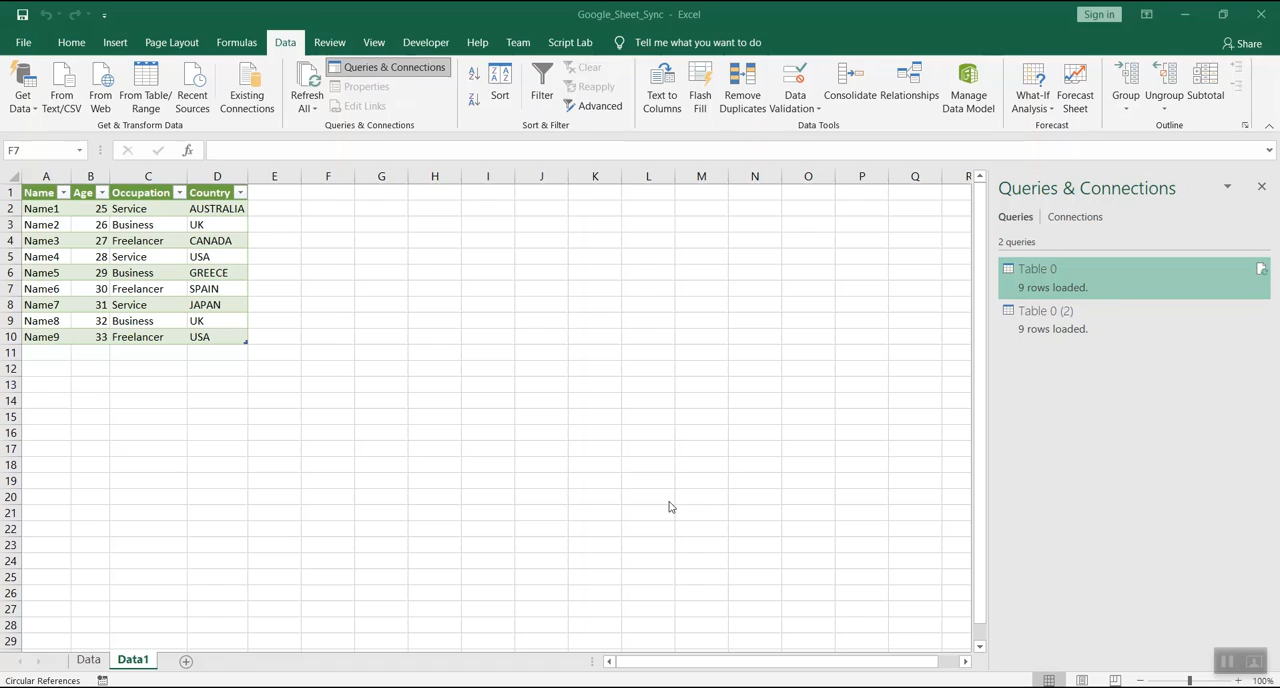 Google_Sheet_Sync - Excel
Sign in
File Home Insert Page Layout Formulas Data Review View Developer Help Team Script Lab Tell me what you want to do
Share
Get Data
From Text/CSV
From Web
From Table/ Range
Recent Sources
Existing Connections
Get & Transform Data
Refresh All
Queries & Connections
Properties
Edit Links
Queries & Connections
Sort
Filter
Clear
Reapply
Advanced
Sort & Filter
Text to Columns
Flash Fill
Remove Duplicates
Data Validation
Consolidate
Relationships
Manage Data Model
Data Tools
What-If Analysis
Forecast Sheet
Forecast
Group
Ungroup
Subtotal
Outline
F7
fx
A B C D E F G H I J K L M N O P Q R
1 Name Age Occupation Country
2 Name1 25 Service AUSTRALIA
3 Name2 26 Business UK
4 Name3 27 Freelancer CANADA
5 Name4 28 Service USA
6 Name5 29 Business GREECE
7 Name6 30 Freelancer SPAIN
8 Name7 31 Service JAPAN
9 Name8 32 Business UK
10 Name9 33 Freelancer USA
11
12
13
14
15
16
17
18
19
20
21
22
23
24
25
26
27
28
29
Queries & Connections
Queries Connections
2 queries
Table 0
9 rows loaded.
Table 0 (2)
9 rows loaded.
Data Data1
Circular References
100%